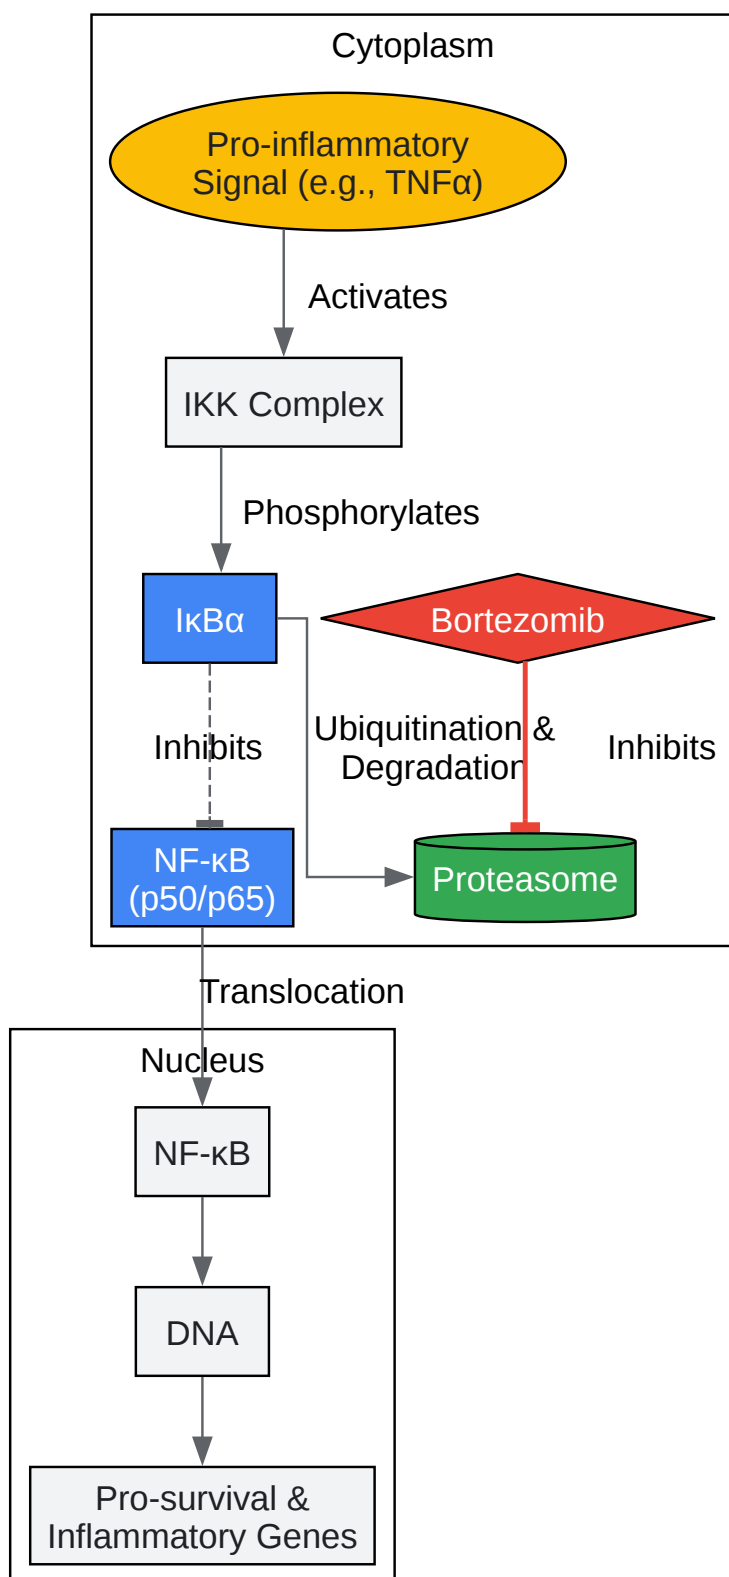 Cytoplasm
Pro-inflammatory
Signal (e.g., TNFα)
Activates
IKK Complex
Phosphorylates
IκBα
Bortezomib
Inhibits
Ubiquitination &
Degradation
Inhibits
NF-κB
(p50/p65)
Proteasome
Translocation
Nucleus
NF-κB
DNA
Pro-survival &
Inflammatory Genes